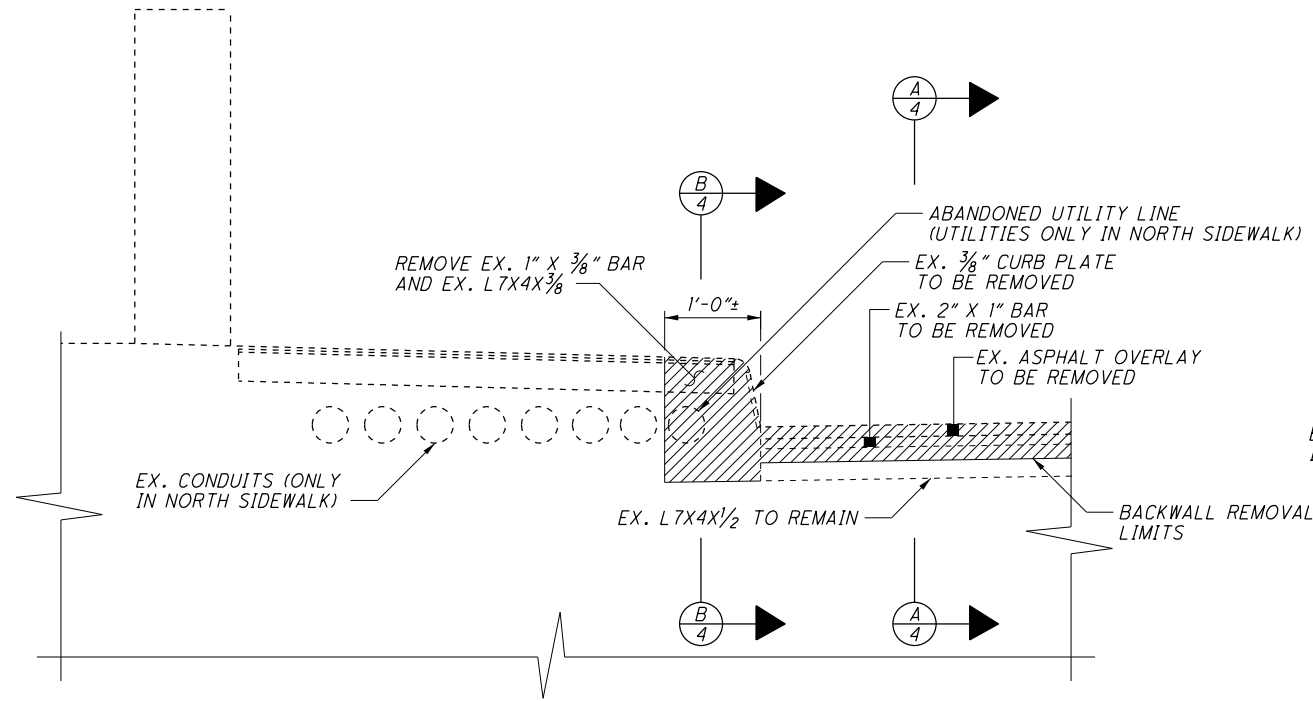 A
4
B
4
ABANDONED UTILITY LINE
(UTILITIES ONLY IN NORTH SIDEWALK)
REMOVE EX. 1" X 3/8" BAR
AND EX. L7X4X3/8
EX. 3/8" CURB PLATE
TO BE REMOVED
1'-0"±
EX. 2" X 1" BAR
TO BE REMOVED
EX. ASPHALT OVERLAY
TO BE REMOVED
EX. CONDUITS (ONLY
IN NORTH SIDEWALK)
EX. L7X4X1/2 TO REMAIN
BACKWALL REMOVAL
LIMITS
B
4
A
4